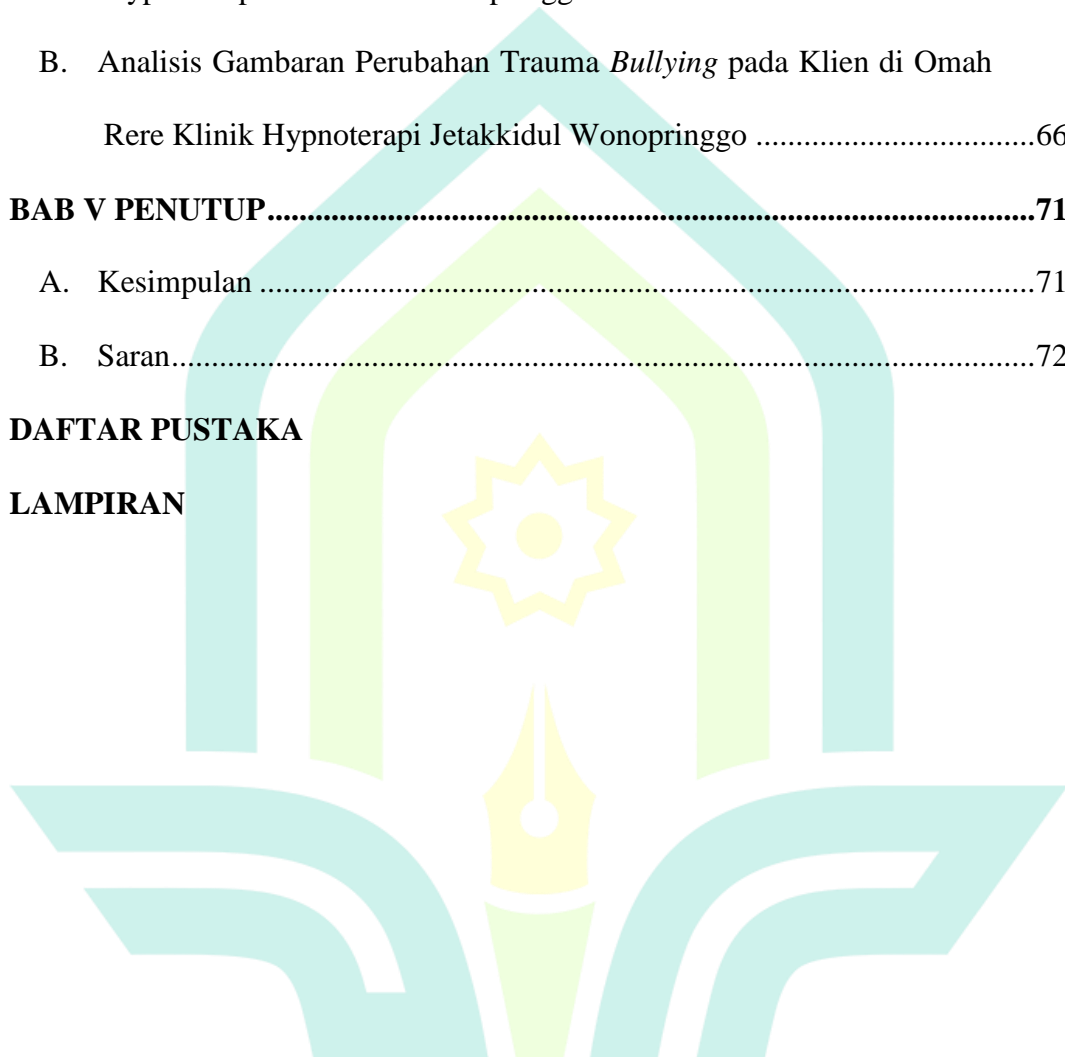 B. Analisis Gambaran Perubahan Trauma Bullying pada Klien di Omah
Rere Klinik Hypnoterapi Jetakkidul Wonopringgo .................................66
BAB V PENUTUP...........................................................................................71
A. Kesimpulan ............................................................................................71
B. Saran.......................................................................................................72
DAFTAR PUSTAKA
LAMPIRAN